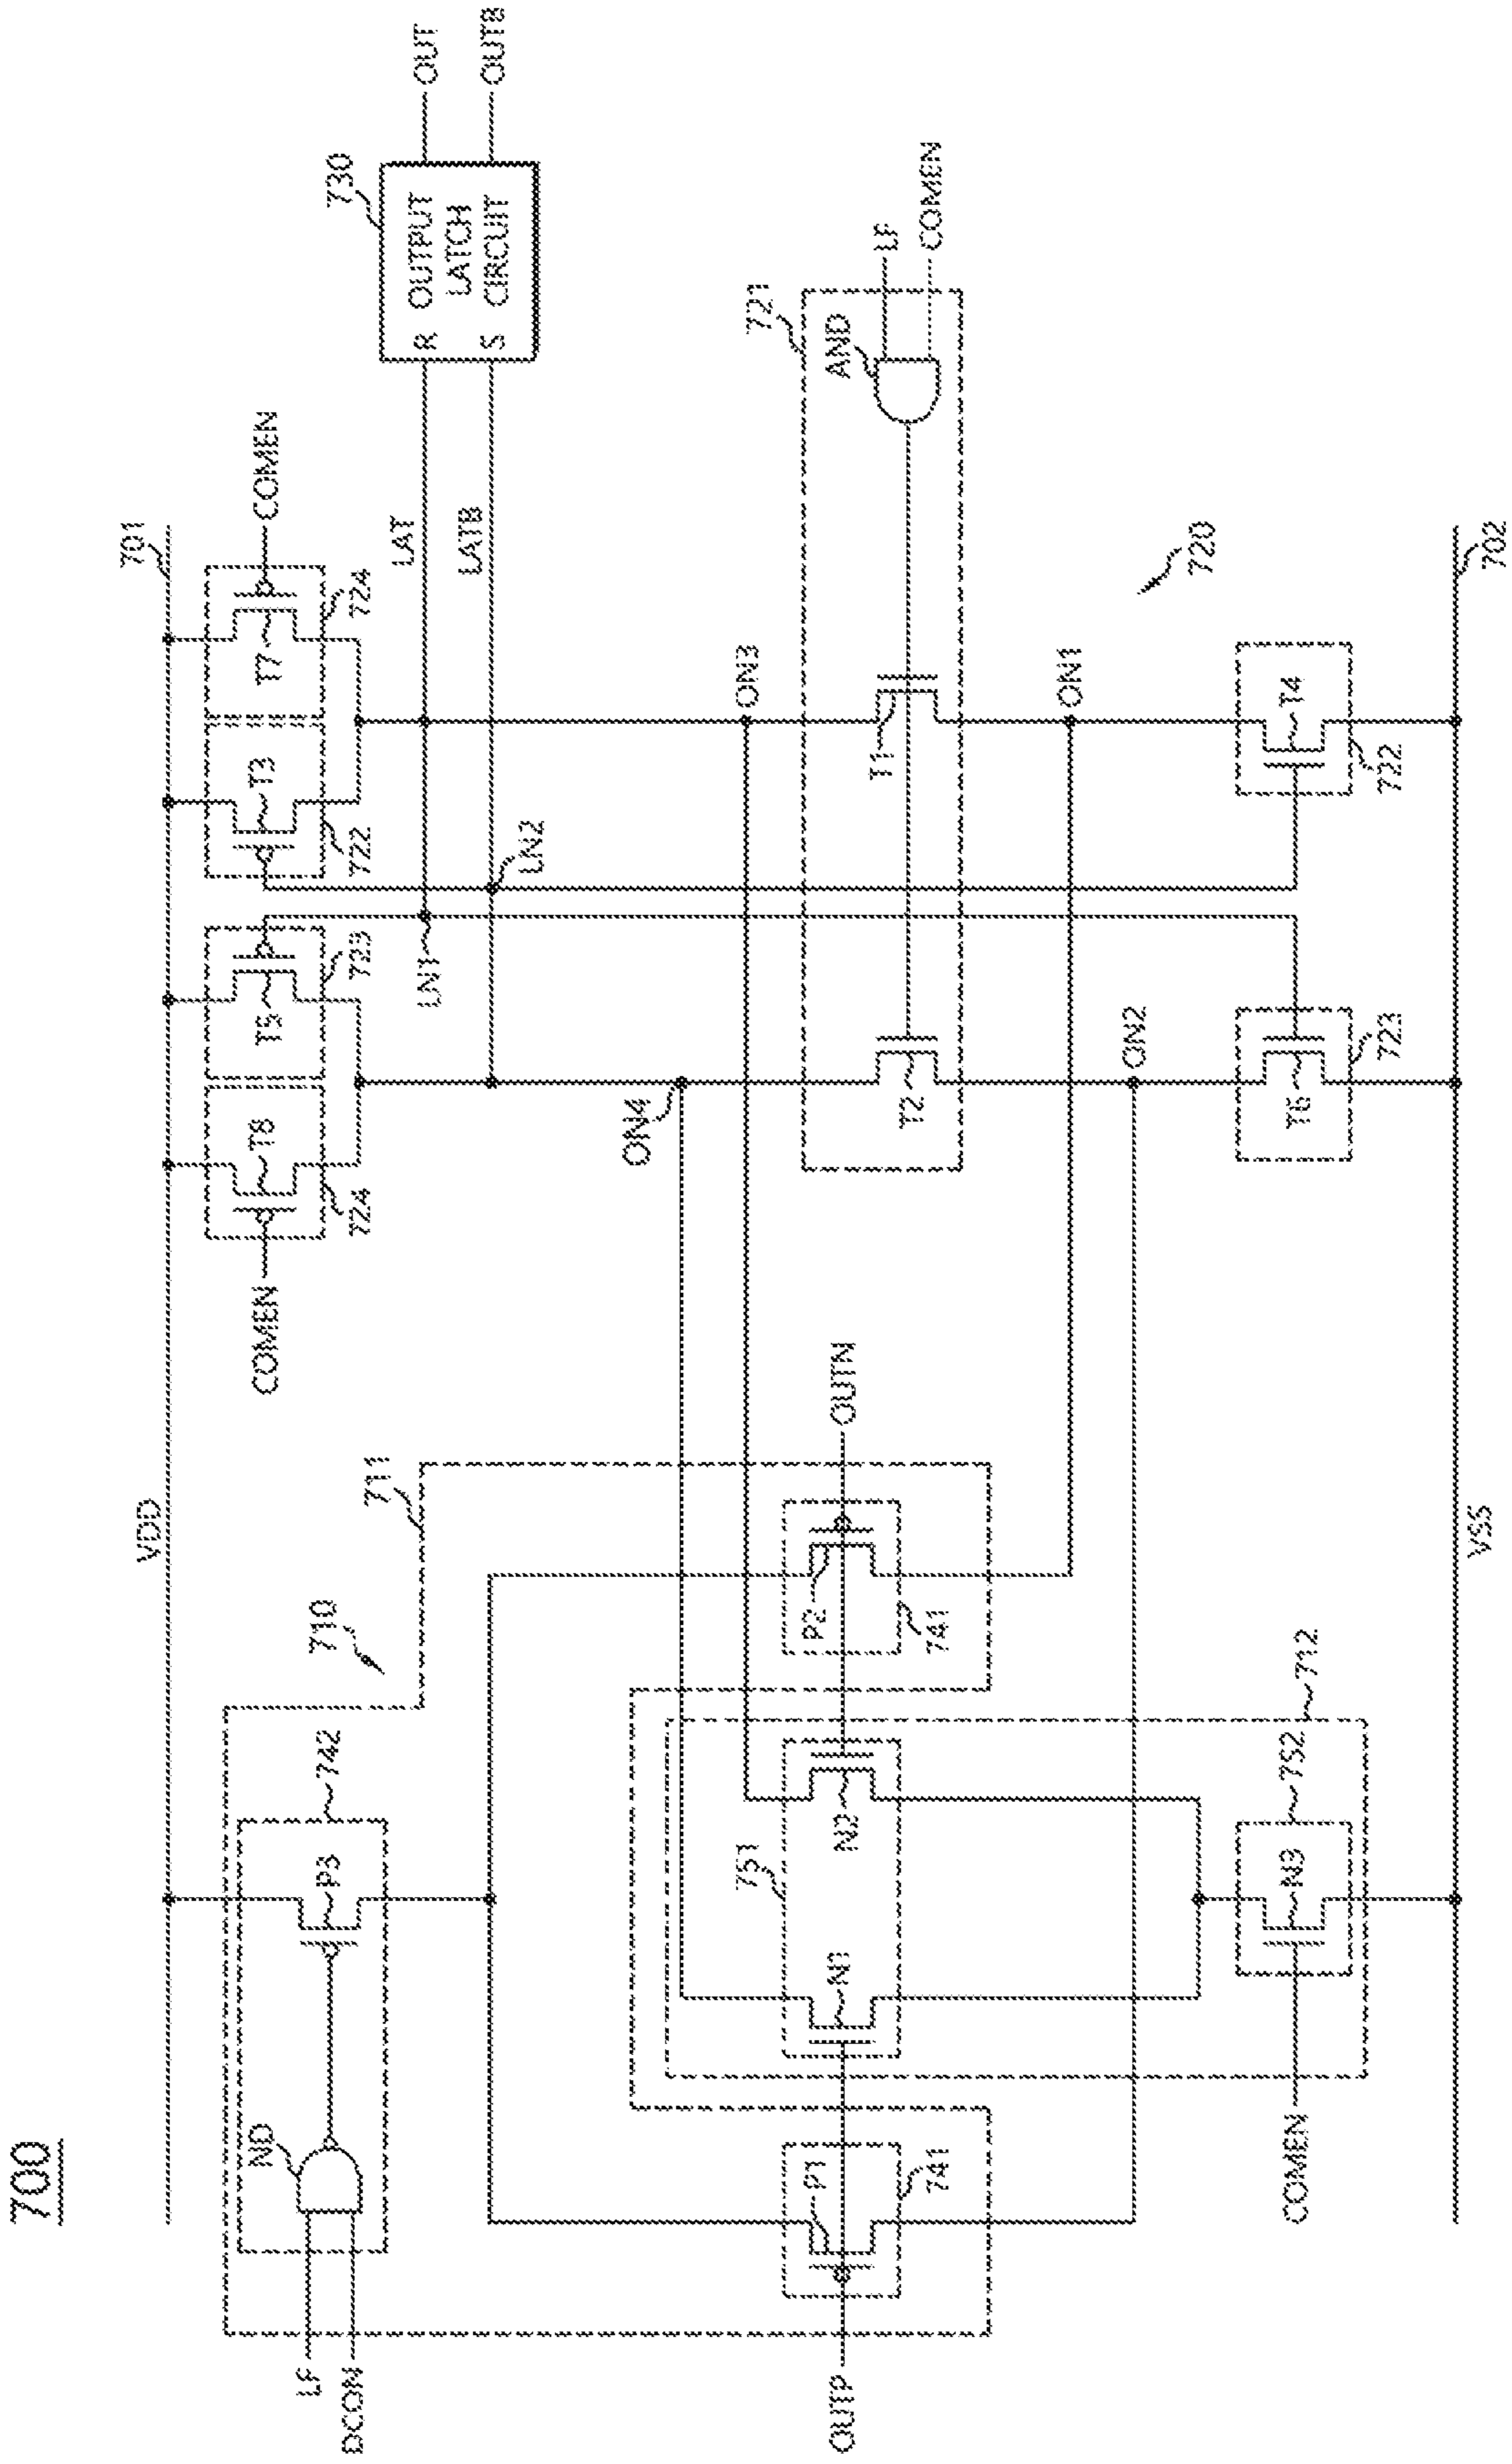 700
VDD
701
710
711
742
P3
ND
LF
DCOM
COMEN
T8
724
T5
723
T3
722
T7
724
COMEN
LN1
LN2
LAT
LATB
730
R OUTPUT
LATCH
S CIRCUIT
OUT
OUTB
ON4
ON3
721
AND
LF
COMEN
T2
T1
OUTP
P1
741
751
N1
N2
P2
741
OUTN
ON2
ON1
720
712
752
N3
COMEN
T6
723
T4
722
VSS
702